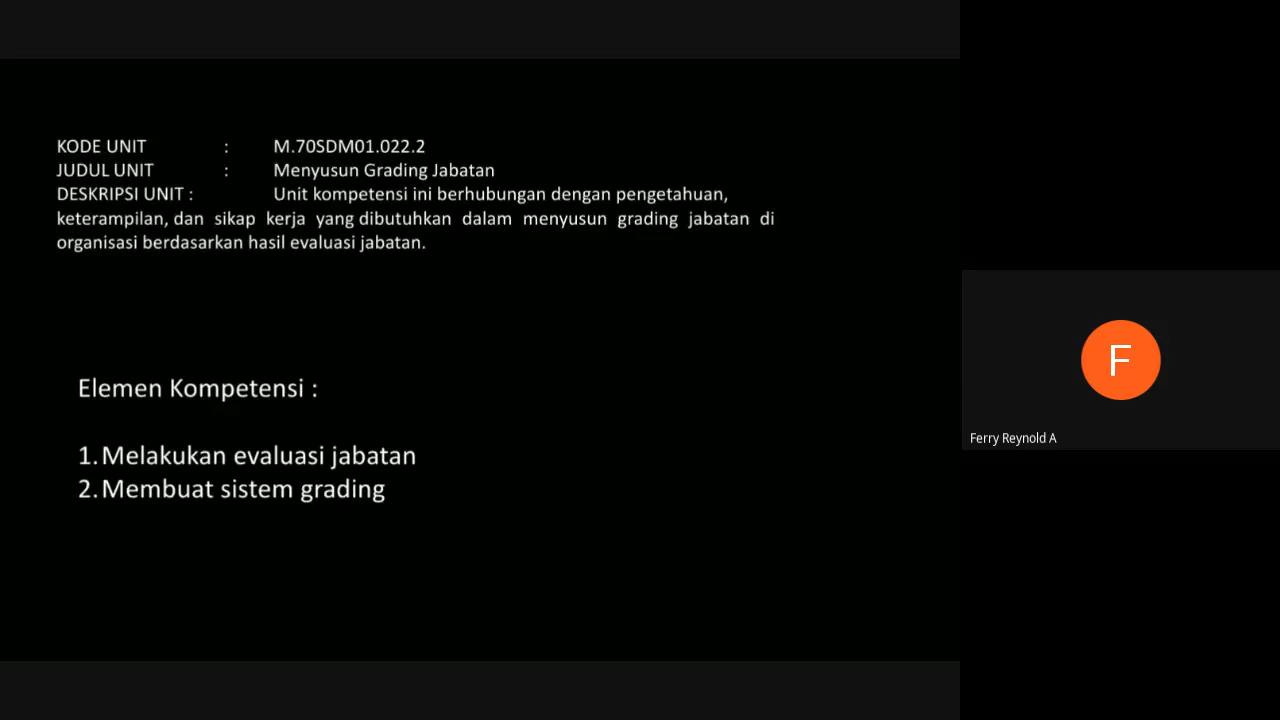 KODE UNIT : M.70SDM01.022.2
JUDUL UNIT : Menyusun Grading Jabatan
DESKRIPSI UNIT : Unit kompetensi ini berhubungan dengan pengetahuan,
keterampilan, dan sikap kerja yang dibutuhkan dalam menyusun grading jabatan di
organisasi berdasarkan hasil evaluasi jabatan.
Elemen Kompetensi :
1. Melakukan evaluasi jabatan
2. Membuat sistem grading
F
Ferry Reynold A